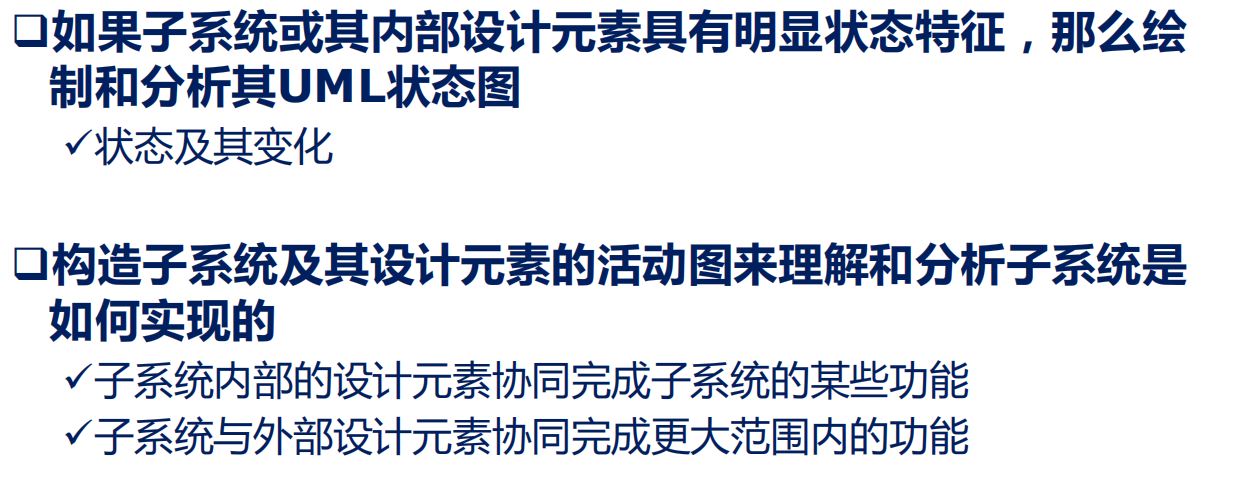 ❑如果子系统或其内部设计元素具有明显状态特征，那么绘
制和分析其UML状态图
✓状态及其变化
❑构造子系统及其设计元素的活动图来理解和分析子系统是
如何实现的
✓子系统内部的设计元素协同完成子系统的某些功能
✓子系统与外部设计元素协同完成更大范围内的功能